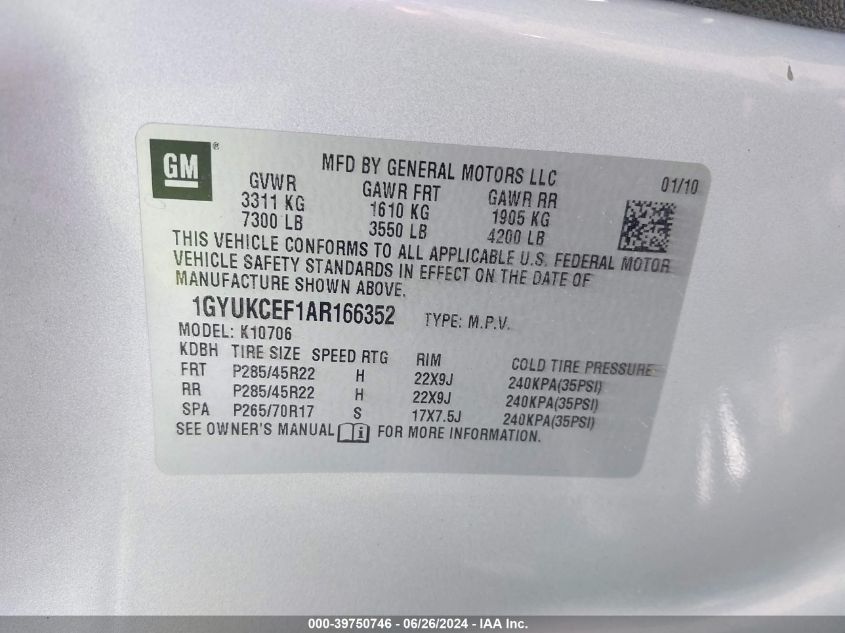 GM®
MFD BY GENERAL MOTORS LLC 01/10
GVWR GAWR FRT GAWR RR
3311 KG 1610 KG 1905 KG
7300 LB 3550 LB 4200 LB
THIS VEHICLE CONFORMS TO ALL APPLICABLE U.S. FEDERAL MOTOR
VEHICLE SAFETY STANDARDS IN EFFECT ON THE DATE OF
MANUFACTURE SHOWN ABOVE.
1GYUKCEF1AR166352 TYPE: M.P.V.
MODEL: K10706
KDBH TIRE SIZE SPEED RTG RIM COLD TIRE PRESSURE
FRT P285/45R22 H 22X9J 240KPA(35PSI)
RR P285/45R22 H 22X9J 240KPA(35PSI)
SPA P265/70R17 S 17X7.5J 240KPA(35PSI)
SEE OWNER'S MANUAL FOR MORE INFORMATION.
000-39750746 - 06/26/2024 - IAA Inc.